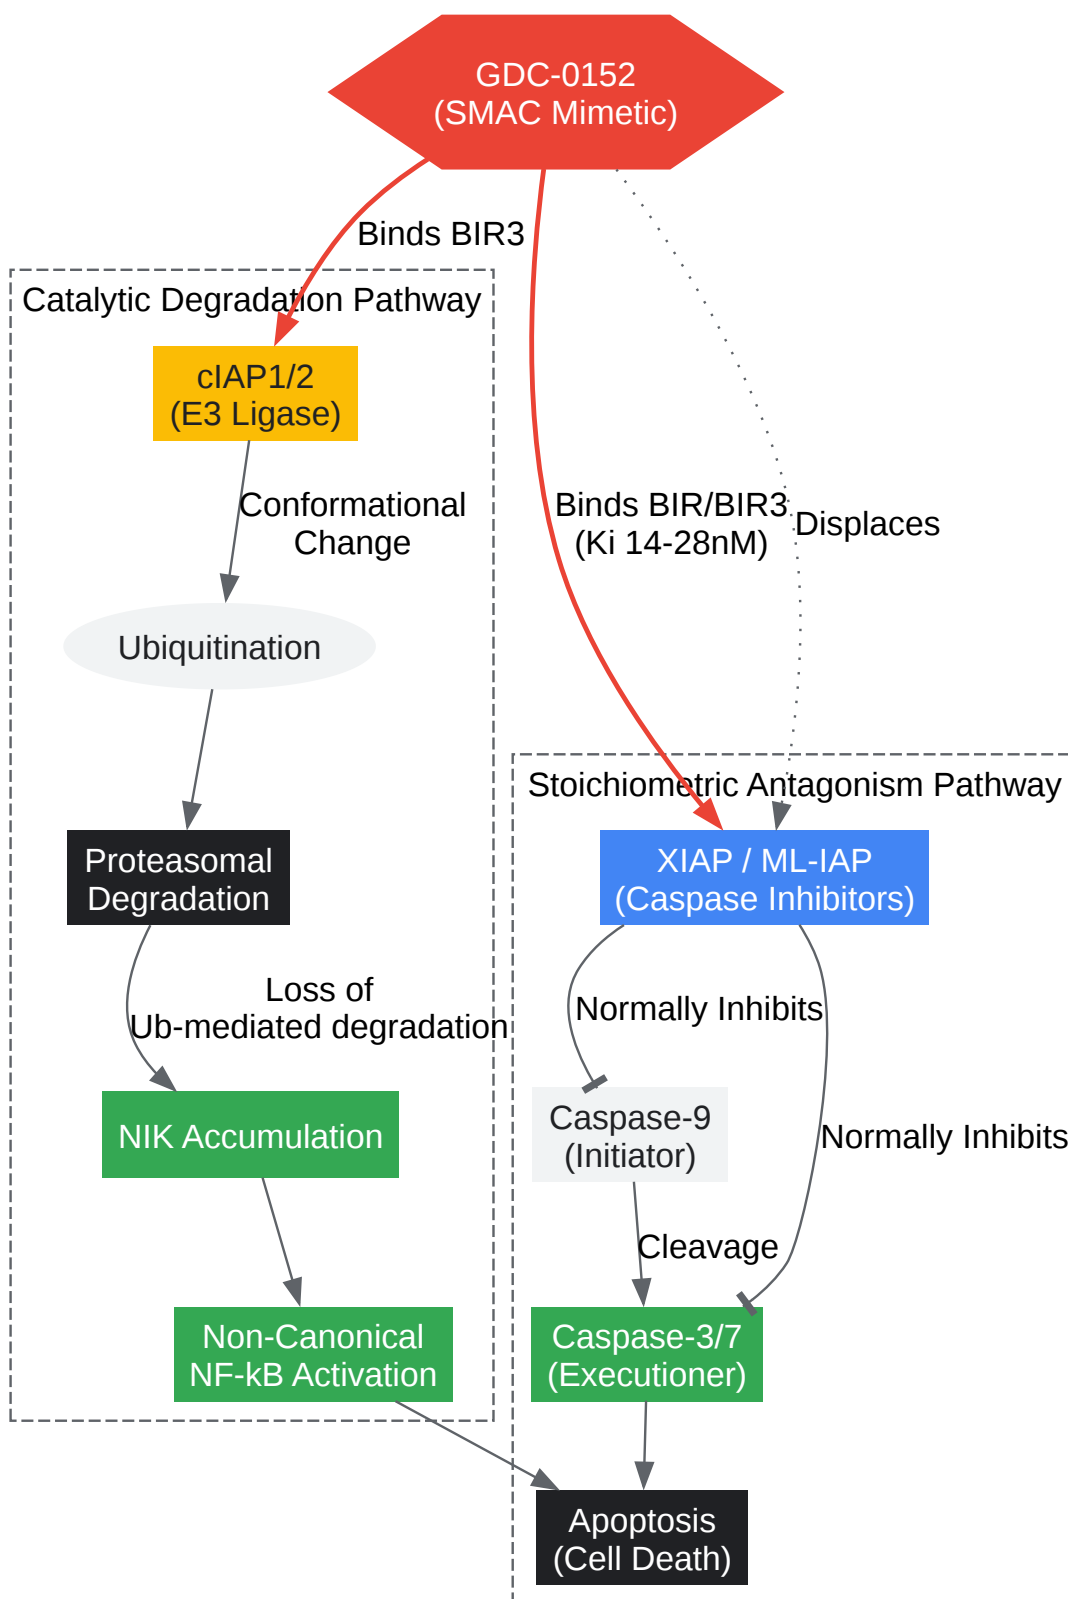 GDC-0152
(SMAC Mimetic)
Binds BIR3
Catalytic Degradation Pathway
cIAP1/2
(E3 Ligase)
Conformational
Change
Binds BIR/BIR3
(Ki 14-28nM)
Displaces
Ubiquitination
Stoichiometric Antagonism Pathway
Proteasomal
Degradation
XIAP / ML-IAP
(Caspase Inhibitors)
Loss of
Ub-mediated degradation
Normally Inhibits
NIK Accumulation
Caspase-9
(Initiator)
Normally Inhibits
Cleavage
Non-Canonical
NF-kB Activation
Caspase-3/7
(Executioner)
Apoptosis
(Cell Death)